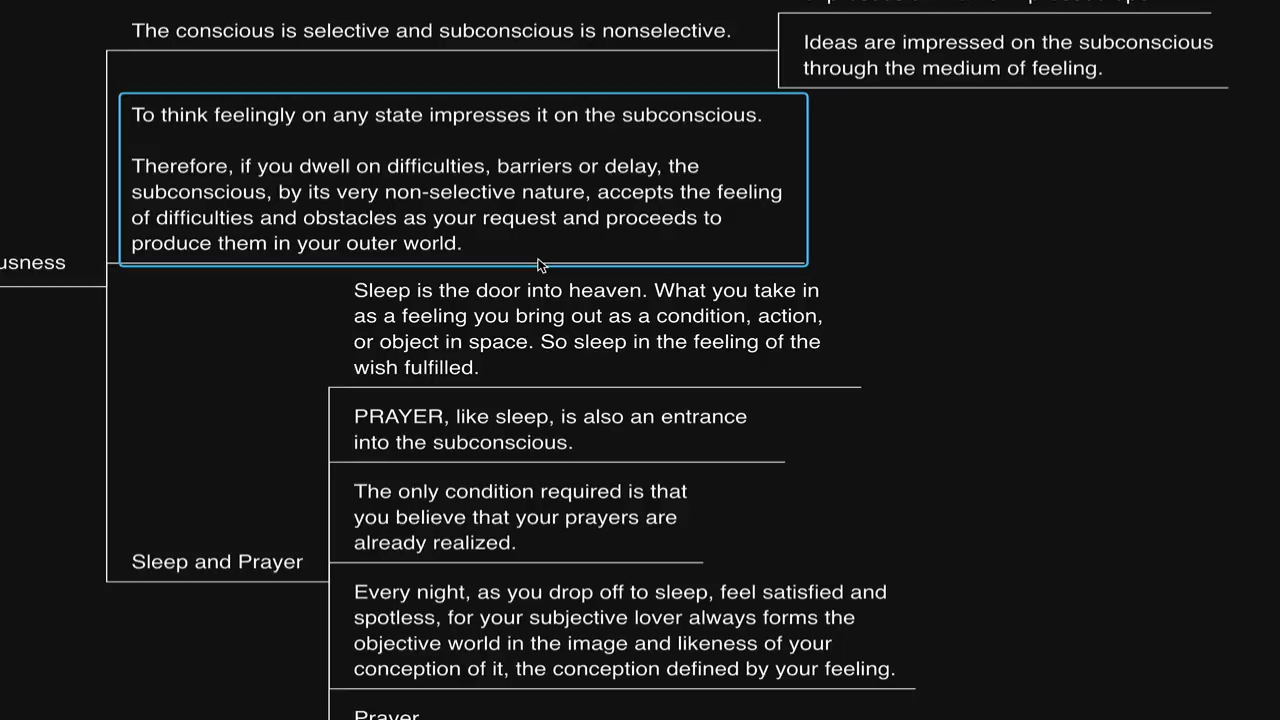 The conscious is selective and subconscious is nonselective.
Ideas are impressed on the subconscious
through the medium of feeling.
To think feelingly on any state impresses it on the subconscious.
Therefore, if you dwell on difficulties, barriers or delay, the
subconscious, by its very non-selective nature, accepts the feeling
of difficulties and obstacles as your request and proceeds to
produce them in your outer world.
usness
Sleep is the door into heaven. What you take in
as a feeling you bring out as a condition, action,
or object in space. So sleep in the feeling of the
wish fulfilled.
PRAYER, like sleep, is also an entrance
into the subconscious.
The only condition required is that
you believe that your prayers are
already realized.
Sleep and Prayer
Every night, as you drop off to sleep, feel satisfied and
spotless, for your subjective lover always forms the
objective world in the image and likeness of your
conception of it, the conception defined by your feeling.
Prayer